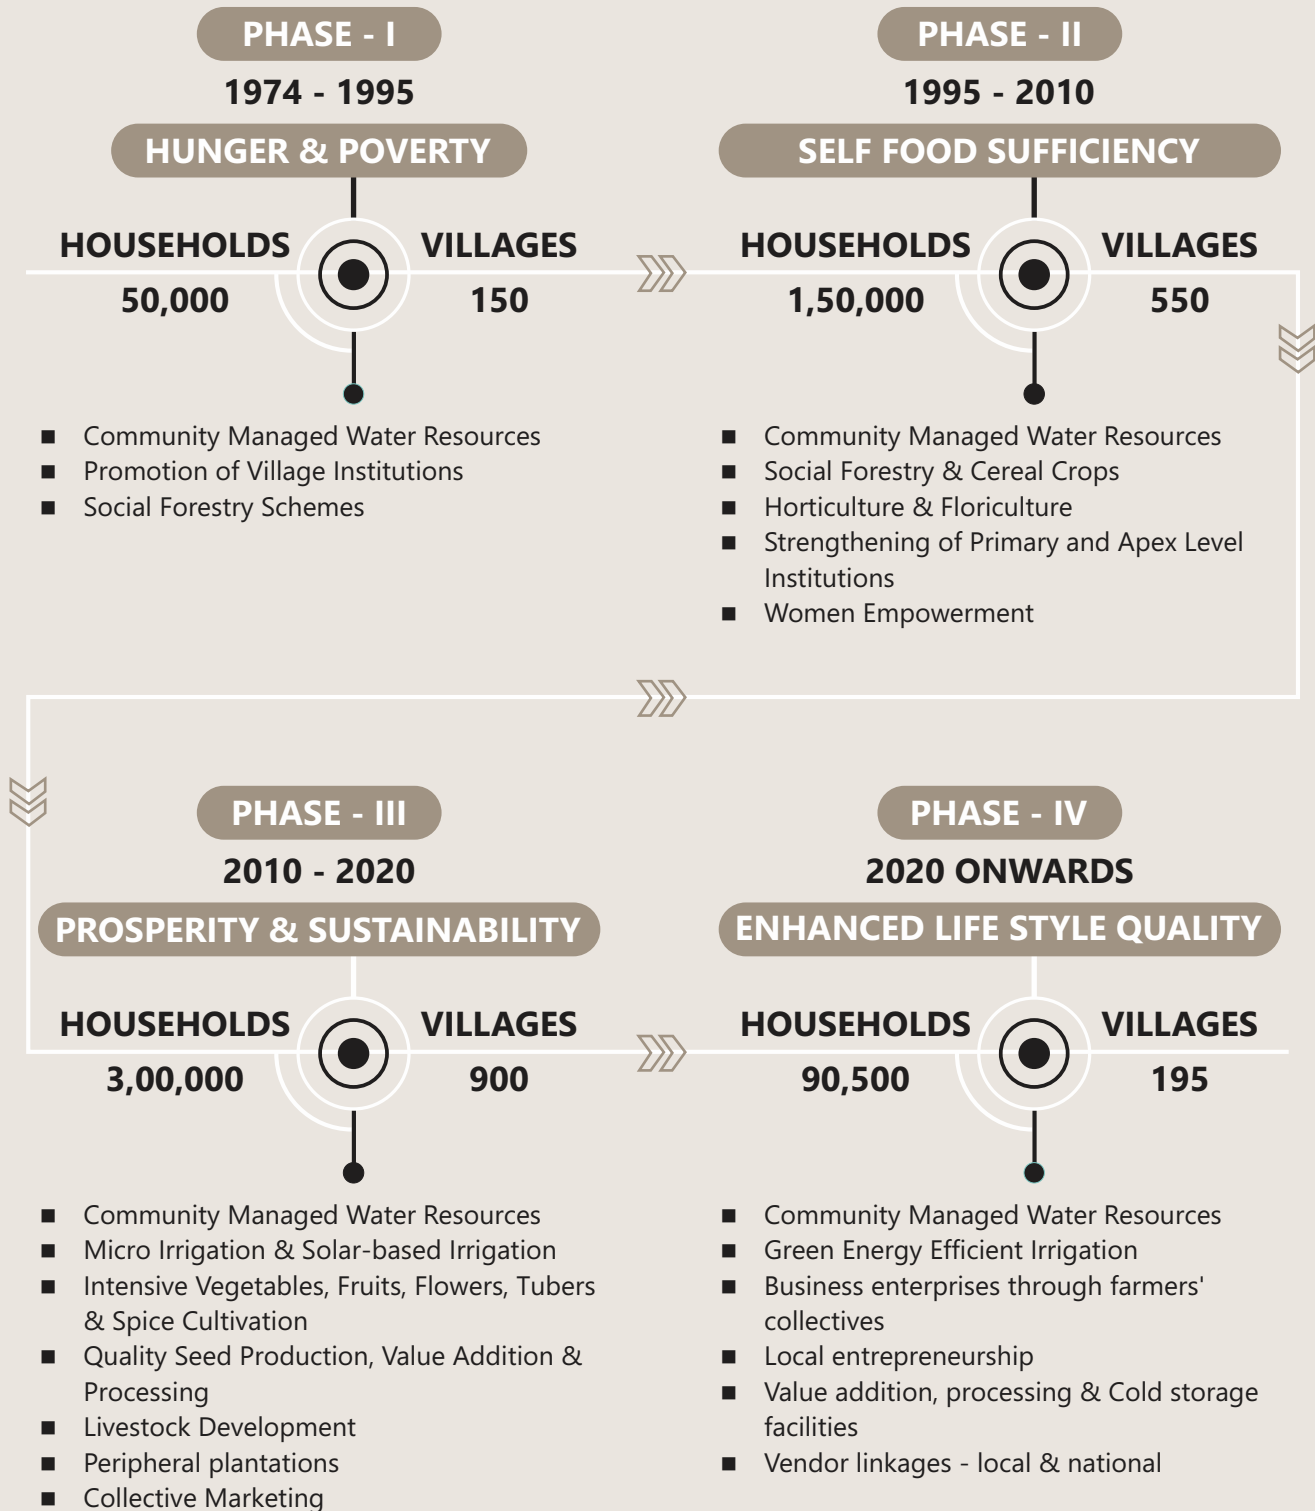 PHASE - I
1974 - 1995
HUNGER & POVERTY
HOUSEHOLDS
50,000
VILLAGES
150
■ Community Managed Water Resources
■ Promotion of Village Institutions
■ Social Forestry Schemes
PHASE - II
1995 - 2010
SELF FOOD SUFFICIENCY
HOUSEHOLDS
1,50,000
VILLAGES
550
■ Community Managed Water Resources
■ Social Forestry & Cereal Crops
■ Horticulture & Floriculture
■ Strengthening of Primary and Apex Level
Institutions
■ Women Empowerment
PHASE - III
2010 - 2020
PROSPERITY & SUSTAINABILITY
HOUSEHOLDS
3,00,000
VILLAGES
900
■ Community Managed Water Resources
■ Micro Irrigation & Solar-based Irrigation
■ Intensive Vegetables, Fruits, Flowers, Tubers
& Spice Cultivation
■ Quality Seed Production, Value Addition &
Processing
■ Livestock Development
■ Peripheral plantations
■ Collective Marketing
PHASE - IV
2020 ONWARDS
ENHANCED LIFE STYLE QUALITY
HOUSEHOLDS
90,500
VILLAGES
195
■ Community Managed Water Resources
■ Green Energy Efficient Irrigation
■ Business enterprises through farmers'
collectives
■ Local entrepreneurship
■ Value addition, processing & Cold storage
facilities
■ Vendor linkages - local & national